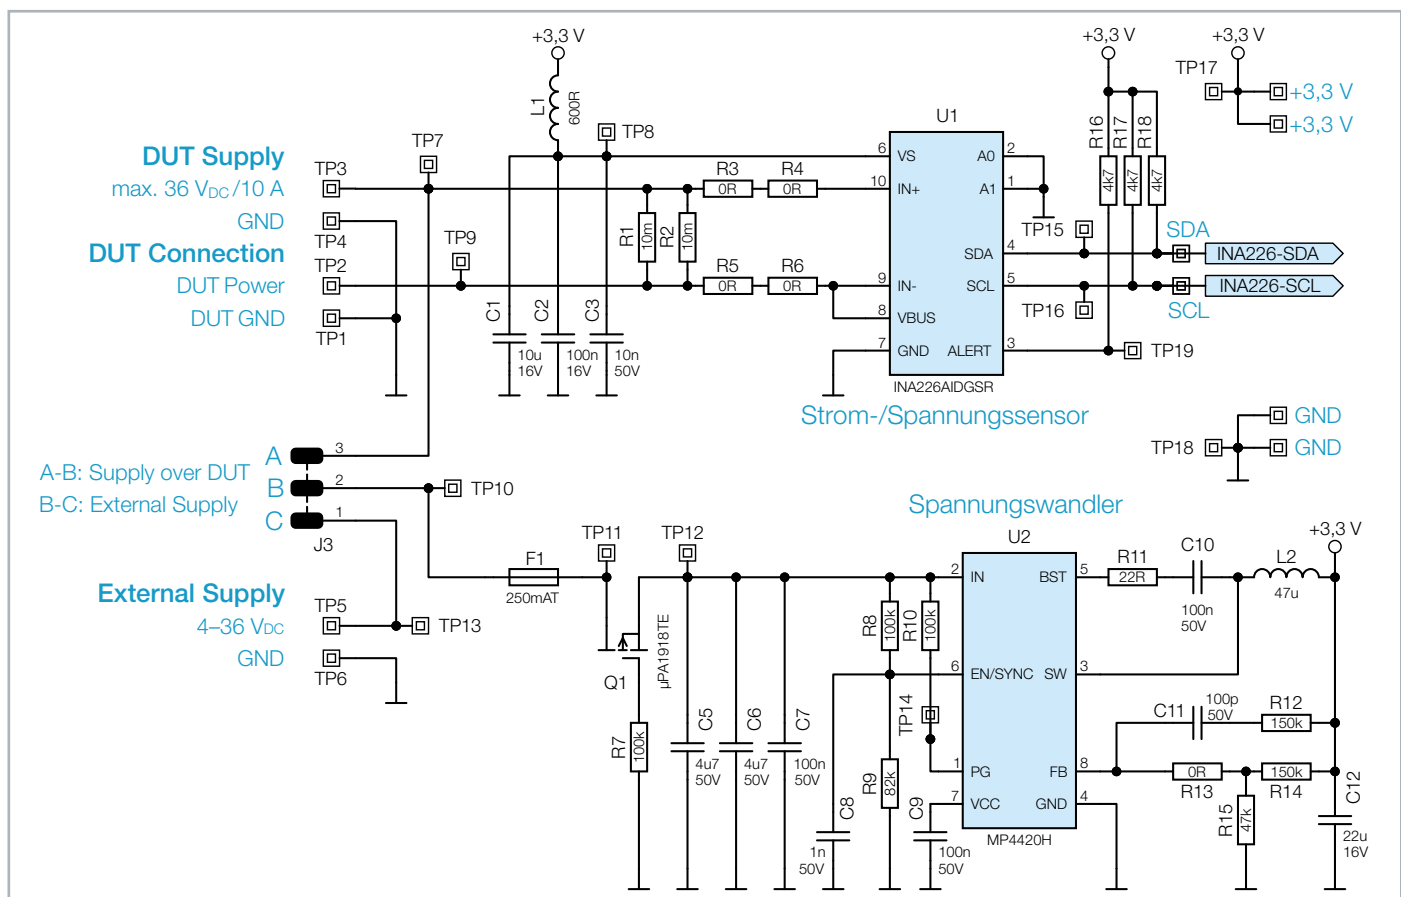 +3,3 V
+3,3 V
+3,3 V
L1
600R
TP17
+3,3 V
+3,3 V
TP7
TP8
U1
R16
R17
R18
4k7
4k7
4k7
DUT Supply
TP3
max. 36 VDC/10 A
GND
TP4
DUT Connection
TP2
DUT Power
DUT GND
TP1
TP9
R1
10m
R2
10m
R3
0R
R4
0R
R5
0R
R6
0R
C1
10u
16V
C2
100n
16V
C3
10n
50V
6
VS
A0
2
10
IN+
A1
1
SDA
4
9
IN-
SCL
5
8
VBUS
7
GND
ALERT
3
INA226AIDGSR
TP15
SDA
INA226-SDA
INA226-SCL
TP16
SCL
TP19
Strom-/Spannungssensor
GND
TP18
GND
A
3
A-B: Supply over DUT
B
2
B-C: External Supply
C
1
J3
TP10
Spannungswandler
TP11
TP12
F1
250mAT
U2
+3,3 V
External Supply
TP5
4–36 VDC
TP13
GND
TP6
Q1
µPA1918TE
R7
100k
C5
4u7
50V
C6
4u7
50V
C7
100n
50V
R8
100k
R10
100k
TP14
R9
82k
C8
1n
50V
C9
100n
50V
2
IN
BST
5
6
EN/SYNC
SW
3
1
PG
FB
8
7
VCC
GND
4
MP4420H
R11
22R
C10
100n
50V
L2
47u
C11
100p
50V
R12
150k
R13
0R
R14
150k
R15
47k
C12
22u
16V